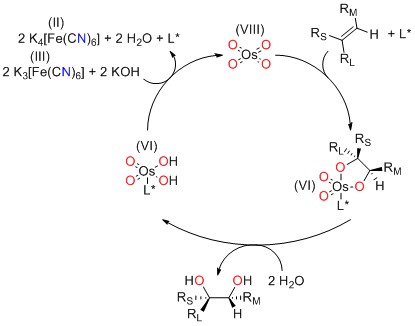 (II)
2 K4[Fe(CN)6] + 2 H2O + L*
(III)
2 K3[Fe(CN)6] + 2 KOH
(VIII)
O O
Os
O O
RM
RS H + L*
RL
(VI)
O OH
Os
O OH
L*
RS
RL
O RM
(VI) O
Os O H
O
L*
HO OH
RS RM
RL H
2 H2O